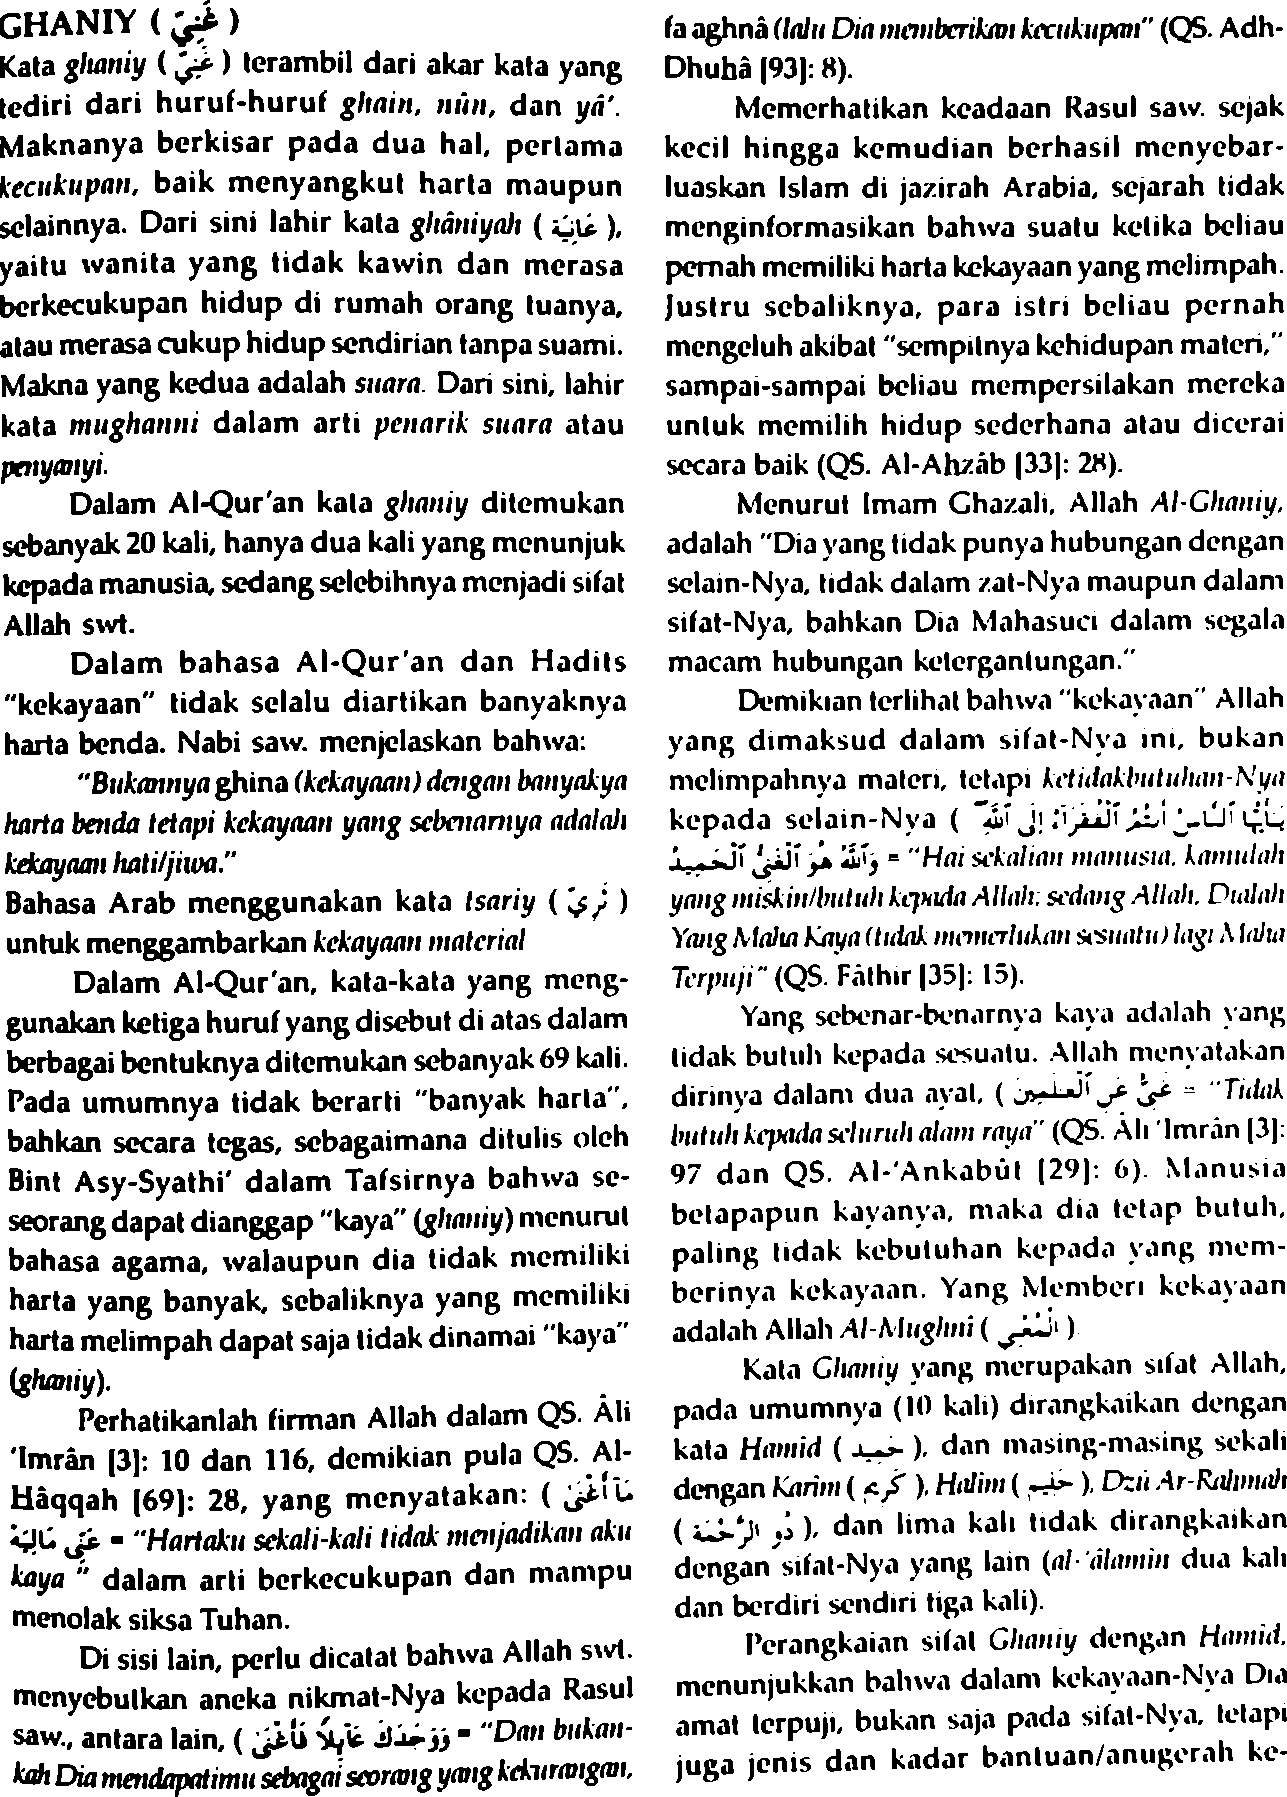 GHANIY ( غَنِيّ )
Kata ghaniy ( غَنِيّ ) terambil dari akar kata yang
tediri dari huruf-huruf ghain, nûn, dan yâ’.
Maknanya berkisar pada dua hal, pertama
kecukupan, baik menyangkut harta maupun
selainnya. Dari sini lahir kata ghâniyah ( غَانِيَة ),
yaitu wanita yang tidak kawin dan merasa
berkecukupan hidup di rumah orang tuanya,
atau merasa cukup hidup sendirian tanpa suami.
Makna yang kedua adalah suara. Dari sini, lahir
kata mughanni dalam arti penarik suara atau
penyanyi.
Dalam Al-Qur’an kata ghaniy ditemukan
sebanyak 20 kali, hanya dua kali yang menunjuk
kepada manusia, sedang selebihnya menjadi sifat
Allah swt.
Dalam bahasa Al-Qur’an dan Hadits
“kekayaan” tidak selalu diartikan banyaknya
harta benda. Nabi saw. menjelaskan bahwa:
“Bukannya ghina (kekayaan) dengan banyakya
harta benda tetapi kekayaan yang sebenarnya adalah
kekayaan hati/jiwa.”
Bahasa Arab menggunakan kata tsariy ( ثَرِيّ )
untuk menggambarkan kekayaan material
Dalam Al-Qur’an, kata-kata yang meng-
gunakan ketiga huruf yang disebut di atas dalam
berbagai bentuknya ditemukan sebanyak 69 kali.
Pada umumnya tidak berarti “banyak harta”,
bahkan secara tegas, sebagaimana ditulis oleh
Bint Asy-Syathi’ dalam Tafsirnya bahwa se-
seorang dapat dianggap “kaya” (ghaniy) menurut
bahasa agama, walaupun dia tidak memiliki
harta yang banyak, sebaliknya yang memiliki
harta melimpah dapat saja tidak dinamai “kaya”
(ghaniy).
Perhatikanlah firman Allah dalam QS. Âli
‘Imrân [3]: 10 dan 116, demikian pula QS. Al-
Hâqqah [69]: 28, yang menyatakan: ( مَآ أَغْنَىٰ
عَنِّى مَالِيَهْ = “Hartaku sekali-kali tidak menjadikan aku
kaya ” dalam arti berkecukupan dan mampu
menolak siksa Tuhan.
Di sisi lain, perlu dicatat bahwa Allah swt.
menyebutkan aneka nikmat-Nya kepada Rasul
saw., antara lain, ( وَوَجَدَكَ عَآئِلًا فَأَغْنَىٰ = “Dan bukan-
kah Dia mendapatimu sebagai seorang yang kekurangan,
fa aghnâ (lalu Dia memberikan kecukupan” (QS. Adh-
Dhuhâ [93]: 8).
Memerhatikan keadaan Rasul saw. sejak
kecil hingga kemudian berhasil menyebar-
luaskan Islam di jazirah Arabia, sejarah tidak
menginformasikan bahwa suatu ketika beliau
pernah memiliki harta kekayaan yang melimpah.
Justru sebaliknya, para istri beliau pernah
mengeluh akibat “sempitnya kehidupan materi,”
sampai-sampai beliau mempersilakan mereka
untuk memilih hidup sederhana atau dicerai
secara baik (QS. Al-Ahzâb [33]: 28).
Menurut Imam Ghazali, Allah Al-Ghaniy,
adalah “Dia yang tidak punya hubungan dengan
selain-Nya, tidak dalam zat-Nya maupun dalam
sifat-Nya, bahkan Dia Mahasuci dalam segala
macam hubungan ketergantungan.”
Demikian terlihat bahwa “kekayaan” Allah
yang dimaksud dalam sifat-Nya ini, bukan
melimpahnya materi, tetapi ketidakbutuhan-Nya
kepada selain-Nya ( يَـٰٓأَيُّهَا ٱلنَّاسُ أَنتُمُ ٱلْفُقَرَآءُ إِلَى ٱللَّهِ
وَٱللَّهُ هُوَ ٱلْغَنِىُّ ٱلْحَمِيدُ = “Hai sekalian manusia, kamulah
yang miskin/butuh kepada Allah; sedang Allah, Dialah
Yang Maha Kaya (tidak memerlukan sesuatu) lagi Maha
Terpuji” (QS. Fâthir [35]: 15).
Yang sebenar-benarnya kaya adalah yang
tidak butuh kepada sesuatu. Allah menyatakan
dirinya dalam dua ayat, ( غَنِىٌّ عَنِ ٱلْعَـٰلَمِينَ = “Tidak
butuh kepada seluruh alam raya” (QS. Âli ‘Imrân [3]:
97 dan QS. Al-‘Ankabût [29]: 6). Manusia
betapapun kayanya, maka dia tetap butuh,
paling tidak kebutuhan kepada yang mem-
berinya kekayaan. Yang Memberi kekayaan
adalah Allah Al-Mughnî ( الْمُغْنِي )
Kata Ghaniy yang merupakan sifat Allah,
pada umumnya (10 kali) dirangkaikan dengan
kata Hamid ( حَمِيد ), dan masing-masing sekali
dengan Karim ( كَرِيم ), Halim ( حَلِيم ), Dzû Ar-Rahmah
( ذُو الرَّحْمَة ), dan lima kali tidak dirangkaikan
dengan sifat-Nya yang lain (al-‘âlamin dua kali
dan berdiri sendiri tiga kali).
Perangkaian sifat Ghaniy dengan Hamid,
menunjukkan bahwa dalam kekayaan-Nya Dia
amat terpuji, bukan saja pada sifat-Nya, tetapi
juga jenis dan kadar bantuan/anugerah ke-